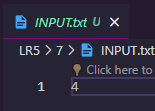 INPUT.txt U ×
LR5 > 7 > INPUT.txt
Click here to
1 4